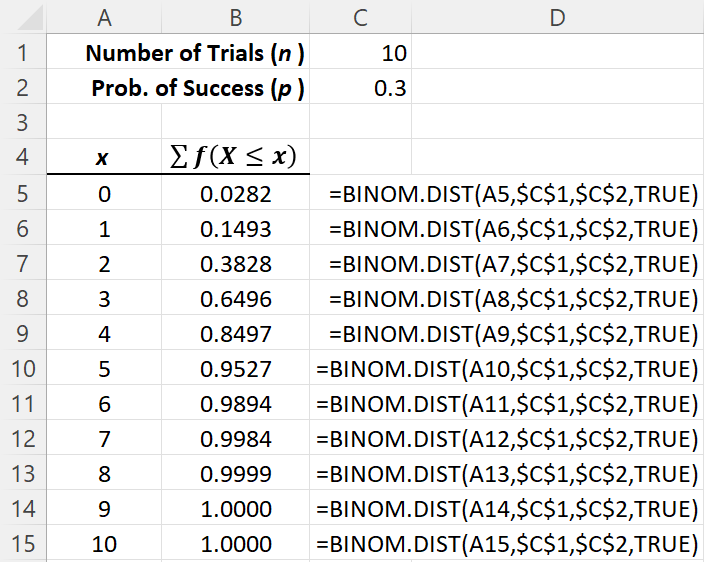 A B C D
1 Number of Trials (n ) 10
2 Prob. of Success (p ) 0.3
3
4 x ∑ f(X ≤ x)
5 0 0.0282 =BINOM.DIST(A5,$C$1,$C$2,TRUE)
6 1 0.1493 =BINOM.DIST(A6,$C$1,$C$2,TRUE)
7 2 0.3828 =BINOM.DIST(A7,$C$1,$C$2,TRUE)
8 3 0.6496 =BINOM.DIST(A8,$C$1,$C$2,TRUE)
9 4 0.8497 =BINOM.DIST(A9,$C$1,$C$2,TRUE)
10 5 0.9527 =BINOM.DIST(A10,$C$1,$C$2,TRUE)
11 6 0.9894 =BINOM.DIST(A11,$C$1,$C$2,TRUE)
12 7 0.9984 =BINOM.DIST(A12,$C$1,$C$2,TRUE)
13 8 0.9999 =BINOM.DIST(A13,$C$1,$C$2,TRUE)
14 9 1.0000 =BINOM.DIST(A14,$C$1,$C$2,TRUE)
15 10 1.0000 =BINOM.DIST(A15,$C$1,$C$2,TRUE)